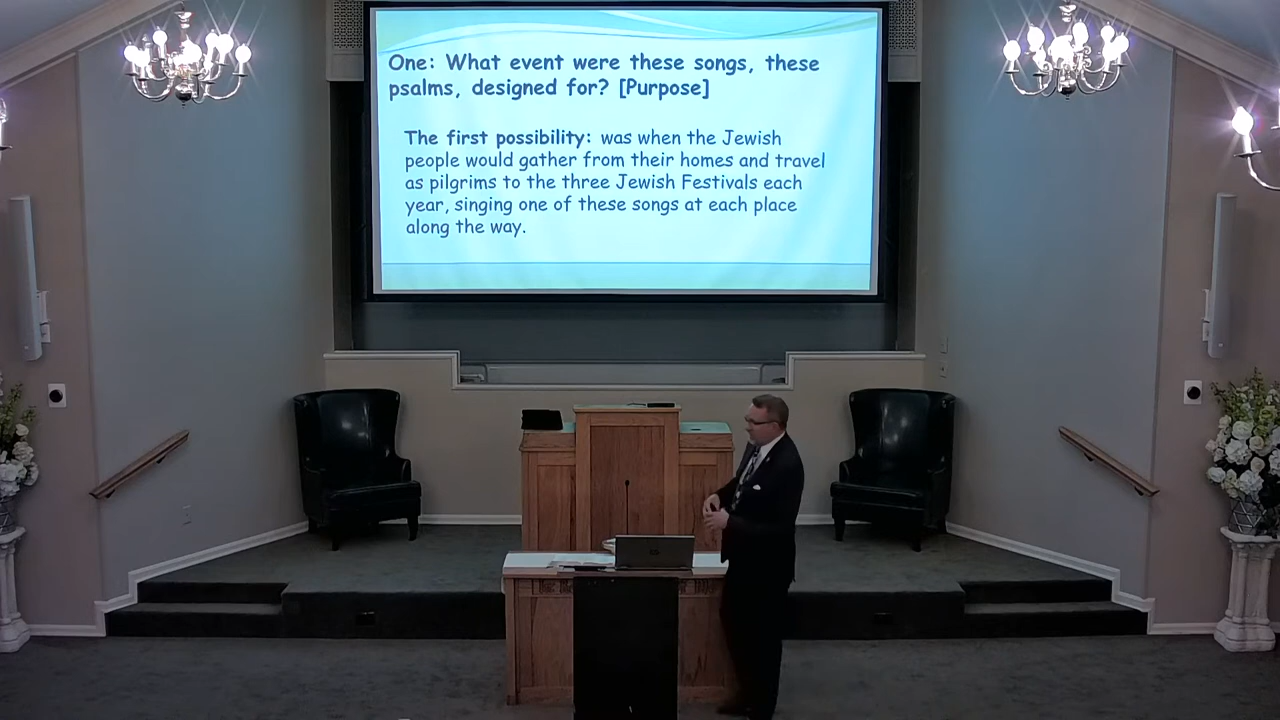 One: What event were these songs, these
psalms, designed for? [Purpose]
The first possibility: was when the Jewish
people would gather from their homes and travel
as pilgrims to the three Jewish Festivals each
year, singing one of these songs at each place
along the way.